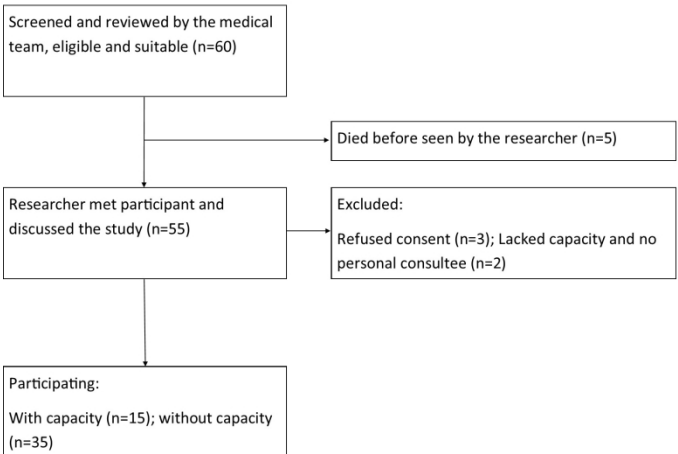 Screened and reviewed by the medical
team, eligible and suitable (n=60)
Died before seen by the researcher (n=5)
Researcher met participant and
discussed the study (n=55)
Excluded:
Refused consent (n=3); Lacked capacity and no
personal consultee (n=2)
Participating:
With capacity (n=15); without capacity
(n=35)